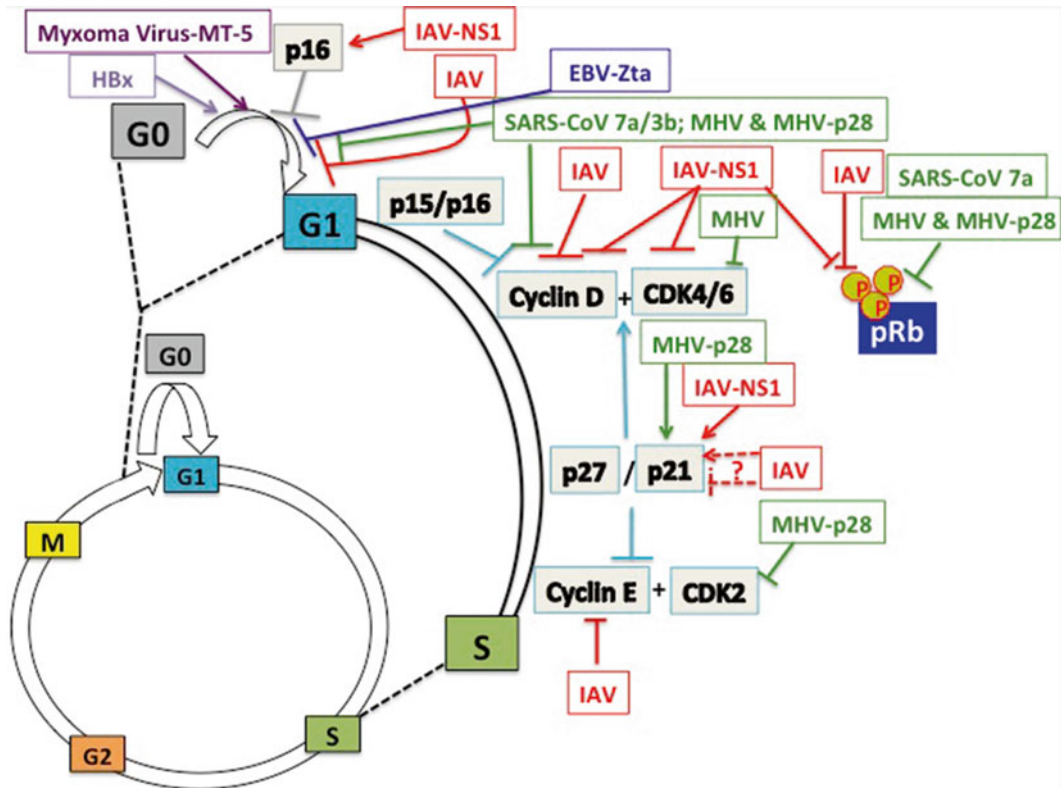 Myxoma Virus-MT-5
p16
IAV-NS1
HBx
IAV
EBV-Zta
G0
SARS-CoV 7a/3b; MHV & MHV-p28
IAV
IAV-NS1
IAV
SARS-CoV 7a
p15/p16
G1
MHV
MHV & MHV-p28
Cyclin D + CDK4/6
P
P
P
pRb
G0
MHV-p28
IAV-NS1
G1
p27 / p21
?
IAV
M
MHV-p28
Cyclin E + CDK2
S
IAV
S
G2